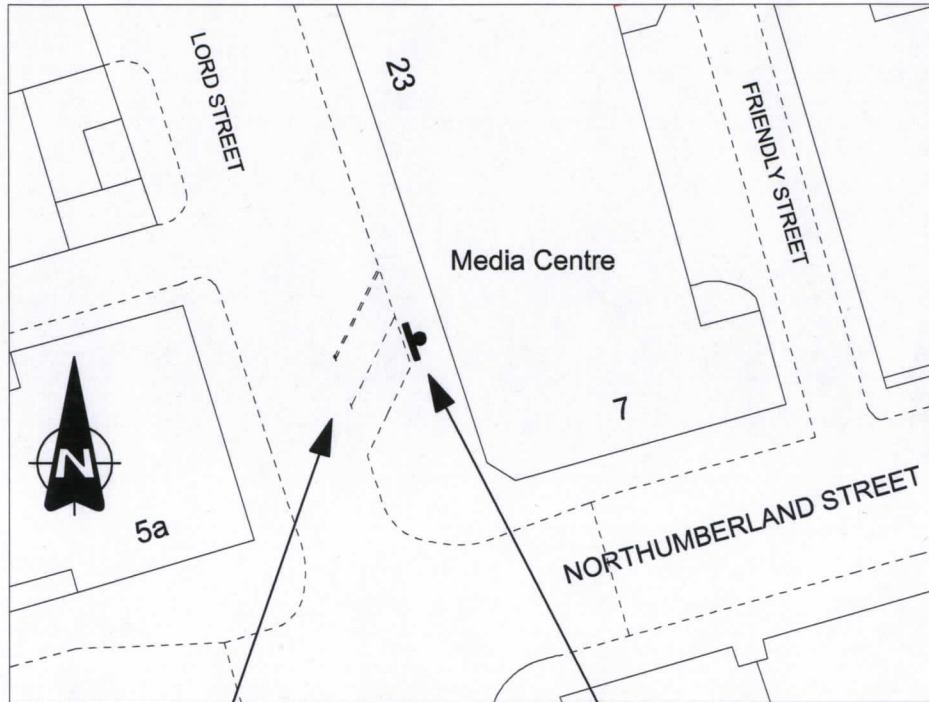 LORD STREET
23
FRIENDLY STREET
Media Centre
7
N
5a
NORTHUMBERLAND STREET